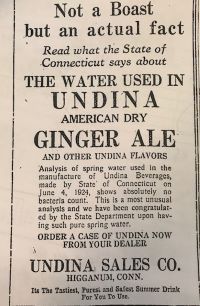 Not a Boast
but an actual fact
Read what the State of
Connecticut says about
THE WATER USED IN
UNDINA
AMERICAN DRY
GINGER ALE
AND OTHER UNDINA FLAVORS
Analysis of spring water used in the
manufacture of Undina Beverages,
made by State of Connecticut on
June 4, 1924, shows absolutely no
bacteria count. This is a most unusual
analysis and we have been congratulat-
ed by the State Department upon hav-
ing such pure spring water.
ORDER A CASE OF UNDINA NOW
FROM YOUR DEALER
UNDINA SALES CO.
HIGGANUM, CONN.
Its The Tastiest, Purest and Safest Summer Drink
For You To Use.